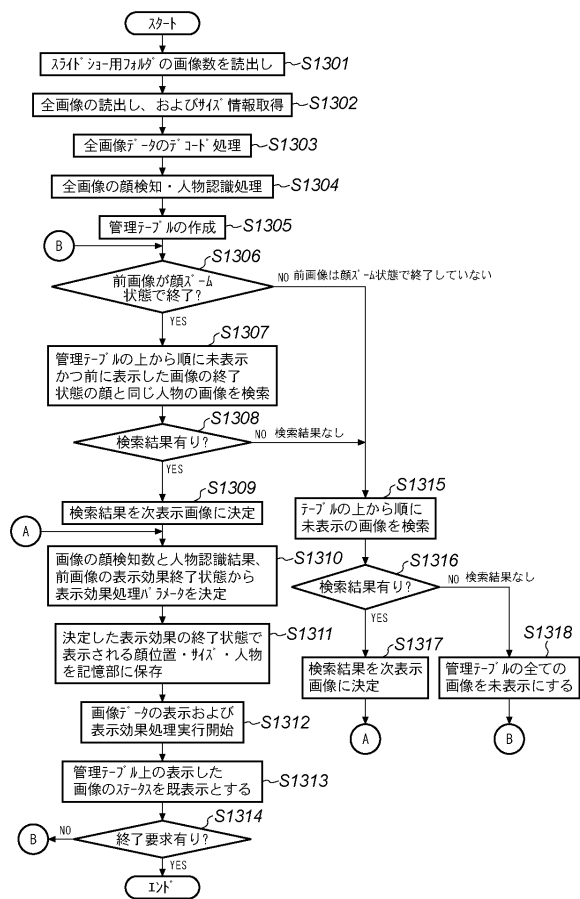 ｽﾀｰﾄ
ｽﾗｲﾄﾞｼｮｰ用ﾌｫﾙﾀﾞの画像数を読出し
S1301
全画像の読出し、およびｻｲｽﾞ情報取得
S1302
全画像ﾃﾞｰﾀのﾃﾞｺｰﾄﾞ処理
S1303
全画像の顔検知・人物認識処理
S1304
管理ﾃｰﾌﾞﾙの作成
S1305
B
S1306
前画像が顔ｽﾞｰﾑ
状態で終了?
NO 前画像は顔ｽﾞｰﾑ状態で終了していない
YES
S1307
管理ﾃｰﾌﾞﾙの上から順に未表示
かつ前に表示した画像の終了
状態の顔と同じ人物の画像を検索
S1308
検索結果有り?
NO 検索結果なし
YES
S1309
検索結果を次表示画像に決定
A
S1310
画像の顔検知数と人物認識結果、
前画像の表示効果終了状態から
表示効果処理ﾊﾟﾗﾒｰﾀを決定
S1311
決定した表示効果の終了状態で
表示される顔位置・ｻｲｽﾞ・人物
を記憶部に保存
S1312
画像ﾃﾞｰﾀの表示および
表示効果処理実行開始
S1313
管理ﾃｰﾌﾞﾙ上の表示した
画像のｽﾃｰﾀｽを既表示とする
S1314
終了要求有り?
NO
B
YES
ｴﾝﾄﾞ
S1315
ﾃｰﾌﾞﾙの上から順に
未表示の画像を検索
S1316
検索結果有り?
NO 検索結果なし
YES
S1317
検索結果を次表示
画像に決定
A
S1318
管理ﾃｰﾌﾞﾙの全ての
画像を未表示にする
B